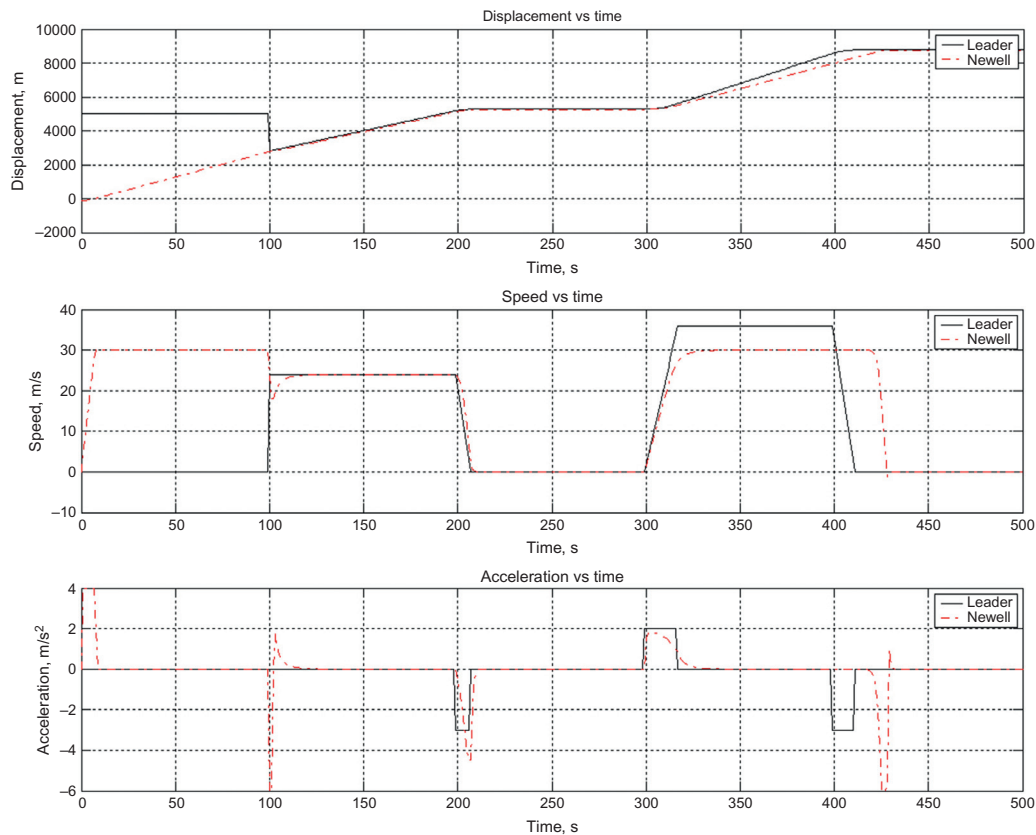 Displacement vs time
Displacement, m
10000
8000
6000
4000
2000
0
–2000
Leader
Newell
0 50 100 150 200 250 300 350 400 450 500
Time, s
Speed vs time
Speed, m/s
40
30
20
10
0
–10
Leader
Newell
0 50 100 150 200 250 300 350 400 450 500
Time, s
Acceleration vs time
Acceleration, m/s²
4
2
0
–2
–4
–6
Leader
Newell
0 50 100 150 200 250 300 350 400 450 500
Time, s